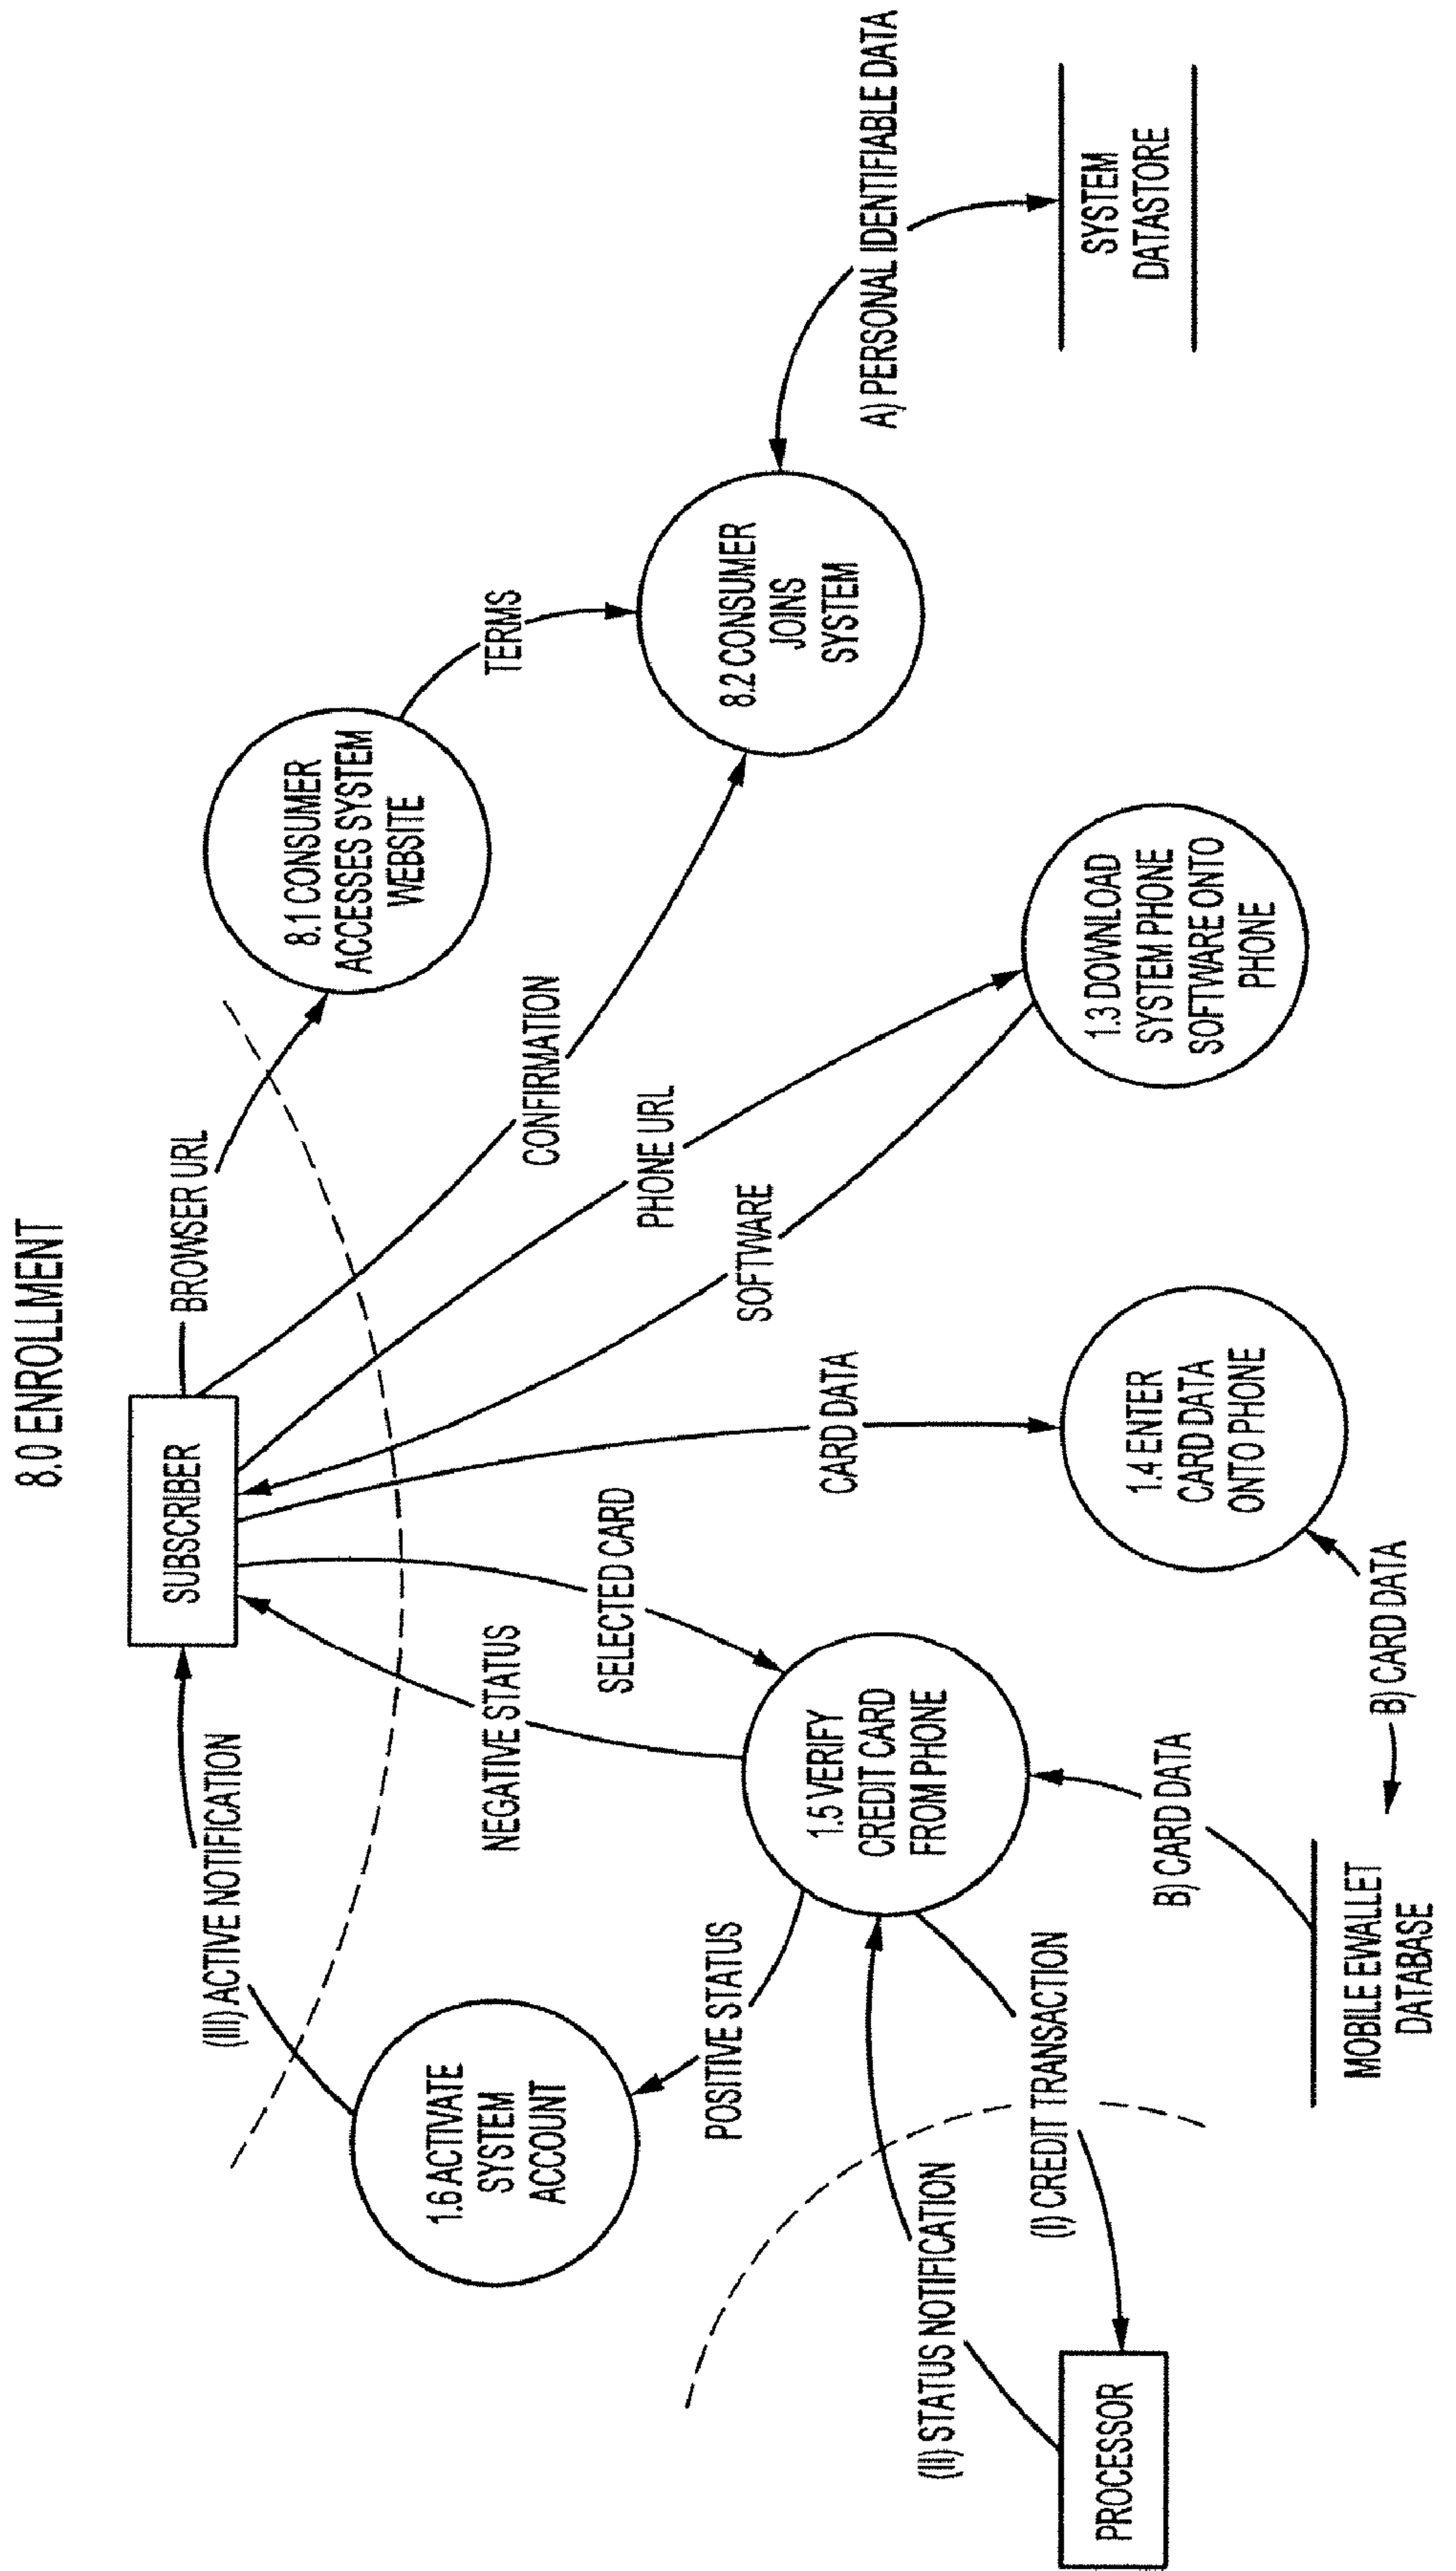 8.0 ENROLLMENT
(III) ACTIVE NOTIFICATION
SUBSCRIBER
BROWSER URL
1.6 ACTIVATE
SYSTEM
ACCOUNT
NEGATIVE STATUS
SELECTED CARD
CONFIRMATION
8.1 CONSUMER
ACCESSES SYSTEM
WEBSITE
TERMS
POSITIVE STATUS
SOFTWARE
PHONE URL
8.2 CONSUMER
JOINS
SYSTEM
CARD DATA
A) PERSONAL IDENTIFIABLE DATA
1.5 VERIFY
CREDIT CARD
FROM PHONE
(II) STATUS NOTIFICATION
(I) CREDIT TRANSACTION
PROCESSOR
B) CARD DATA
1.4 ENTER
CARD DATA
ONTO PHONE
1.3 DOWNLOAD
SYSTEM PHONE
SOFTWARE ONTO
PHONE
SYSTEM
DATASTORE
MOBILE EWALLET
DATABASE
B) CARD DATA